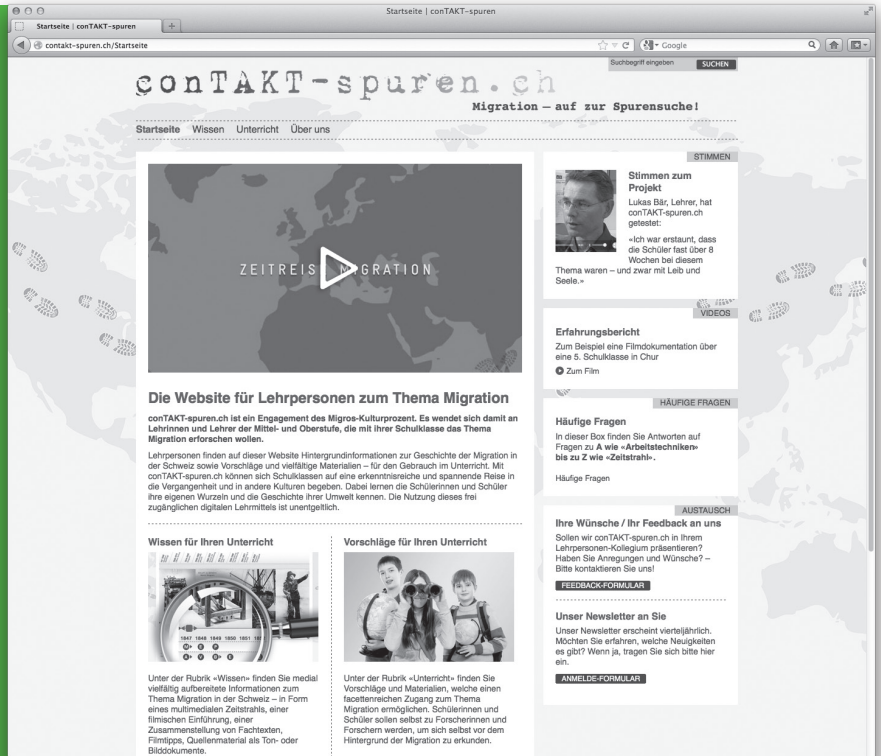 Startseite | conTAKT-spuren
Startseite | conTAKT-spuren
contakt-spuren.ch/Startseite
Google
Suchbegriff eingeben
SUCHEN
conTAKT-spuren.ch
Migration – auf zur Spurensuche!
Startseite Wissen Unterricht Über uns
ZEITREISE MIGRATION
Die Website für Lehrpersonen zum Thema Migration
conTAKT-spuren.ch ist ein Engagement des Migros-Kulturprozent. Es wendet sich damit an
Lehrinnen und Lehrer der Mittel- und Oberstufe, die mit ihrer Schulklasse das Thema
Migration erforschen wollen.
Lehrpersonen finden auf dieser Website Hintergrundinformationen zur Geschichte der Migration in
der Schweiz sowie Vorschläge und vielfältige Materialien – für den Gebrauch im Unterricht. Mit
conTAKT-spuren.ch können sich Schulklassen auf eine erkenntnisreiche und spannende Reise in
die Vergangenheit und in andere Kulturen begeben. Dabei lernen die Schülerinnen und Schüler
ihre eigenen Wurzeln und die Geschichte ihrer Umwelt kennen. Die Nutzung dieses frei
zugänglichen digitalen Lehrmittels ist unentgeltlich.
Wissen für Ihren Unterricht
1847 1848 1849 1850 1851
M E P
A V D E
Unter der Rubrik «Wissen» finden Sie medial
vielfältig aufbereitete Informationen zum
Thema Migration in der Schweiz – in Form
eines multimedialen Zeitstrahls, einer
filmischen Einführung, einer
Zusammenstellung von Fachtexten,
Filmtipps, Quellenmaterial als Ton- oder
Bilddokumente.
Vorschläge für Ihren Unterricht
Unter der Rubrik «Unterricht» finden Sie
Vorschläge und Materialien, welche einen
facettenreichen Zugang zum Thema
Migration ermöglichen. Schülerinnen und
Schüler sollen selbst zu Forscherinnen und
Forschern werden, um sich selbst vor dem
Hintergrund der Migration zu erkunden.
STIMMEN
Stimmen zum
Projekt
Lukas Bär, Lehrer, hat
conTAKT-spuren.ch
getestet:
«Ich war erstaunt, dass
die Schüler fast über 8
Wochen bei diesem
Thema waren – und zwar mit Leib und
Seele.»
VIDEOS
Erfahrungsbericht
Zum Beispiel eine Filmdokumentation über
eine 5. Schulklasse in Chur
Zum Film
HÄUFIGE FRAGEN
Häufige Fragen
In dieser Box finden Sie Antworten auf
Fragen zu A wie «Arbeitstechniken»
bis zu Z wie «Zeitstrahl».
Häufige Fragen
AUSTAUSCH
Ihre Wünsche / Ihr Feedback an uns
Sollen wir conTAKT-spuren.ch in Ihrem
Lehrpersonen-Kollegium präsentieren?
Haben Sie Anregungen und Wünsche? –
Bitte kontaktieren Sie uns!
FEEDBACK-FORMULAR
Unser Newsletter an Sie
Unser Newsletter erscheint vierteljährlich.
Möchten Sie erfahren, welche Neuigkeiten
es gibt? Wenn ja, tragen Sie sich bitte hier
ein.
ANMELDE-FORMULAR